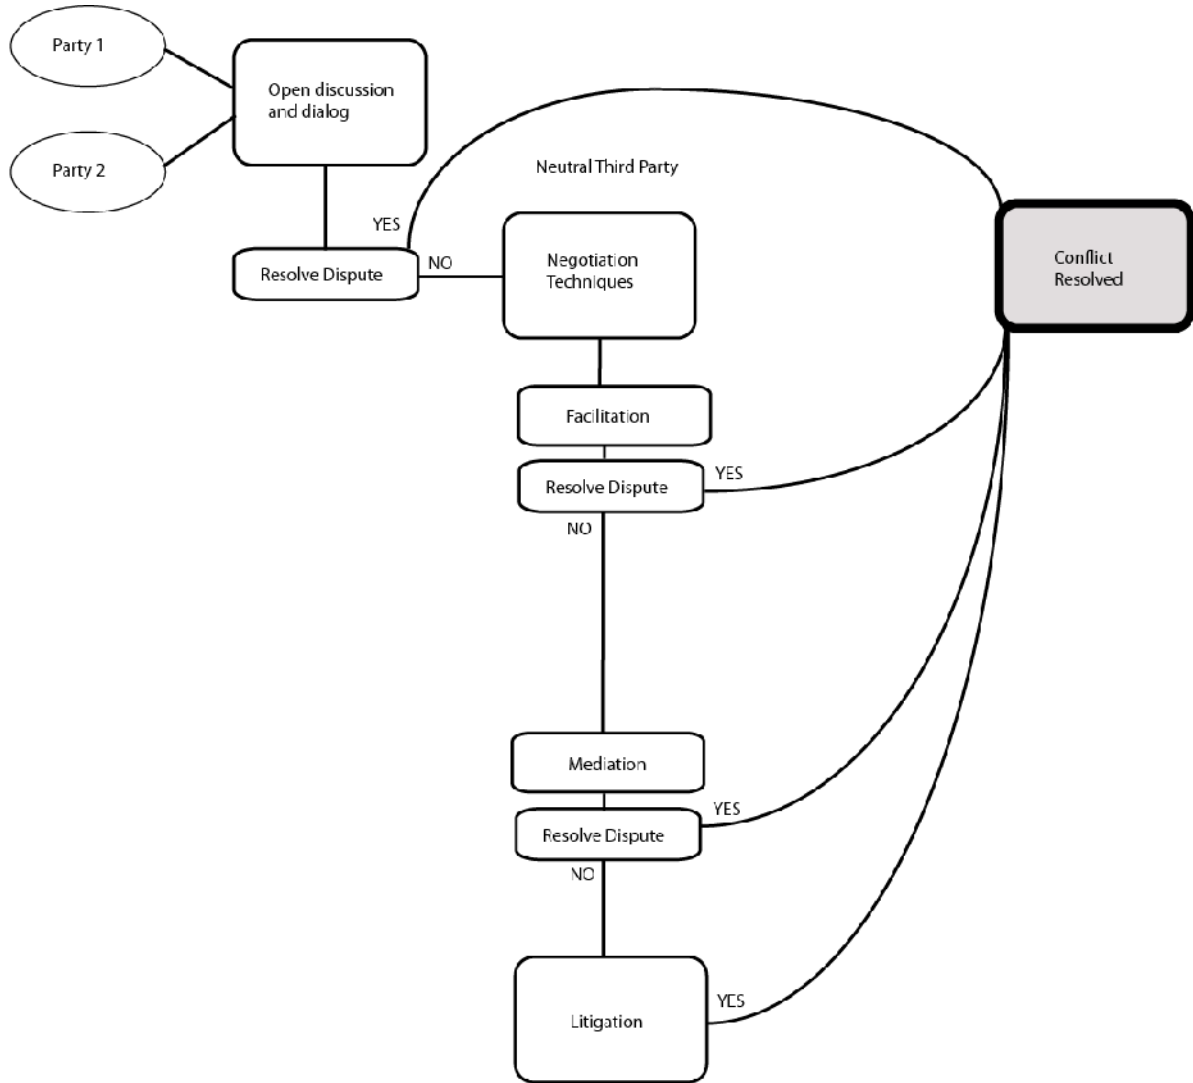 Party 1
Open discussion
and dialog
Party 2
Neutral Third Party
YES
Resolve Dispute
NO
Negotiation
Techniques
Conflict
Resolved
Facilitation
Resolve Dispute
YES
NO
Mediation
YES
Resolve Dispute
NO
Litigation
YES